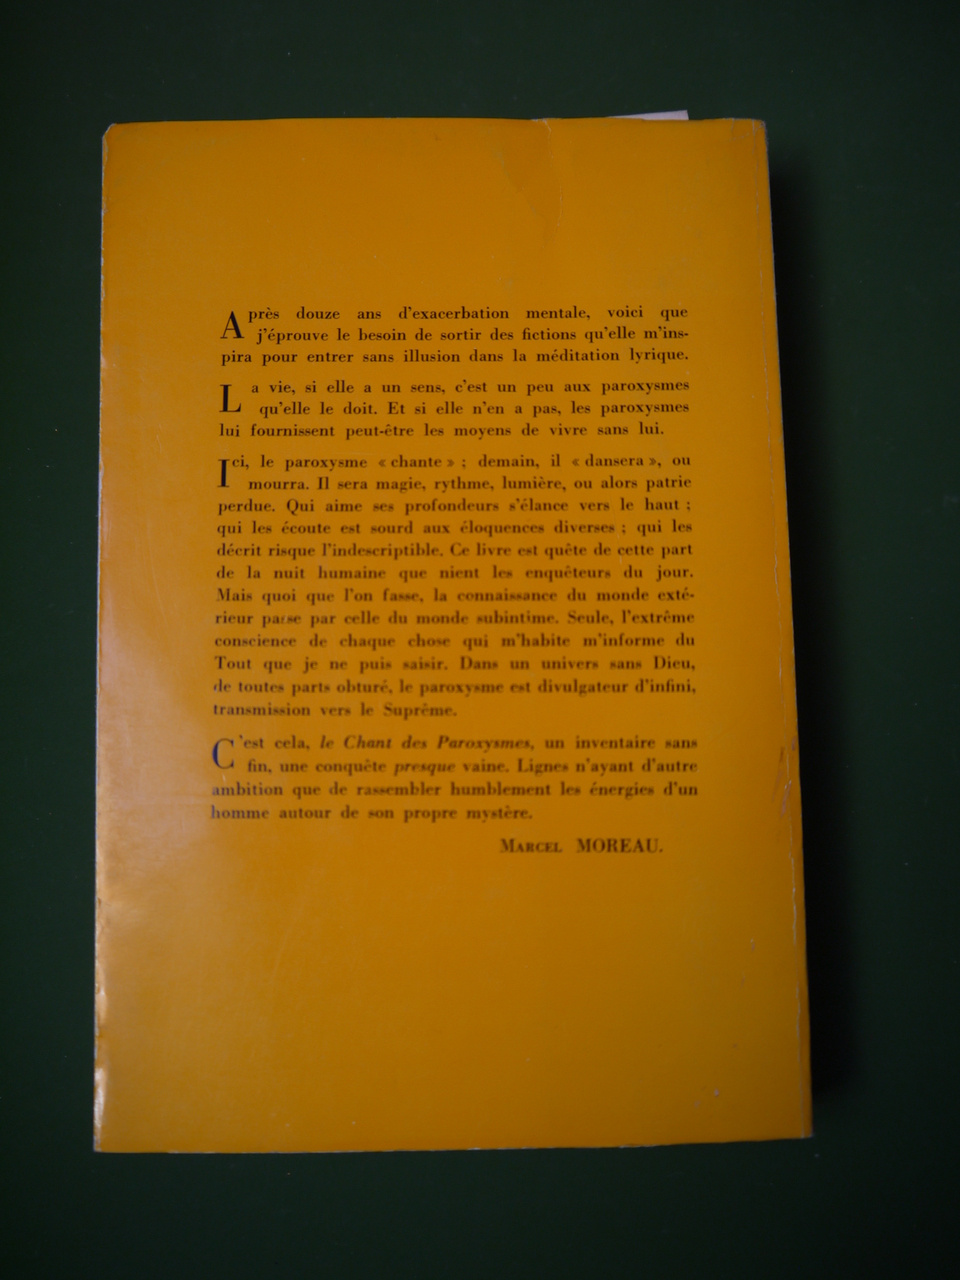 Après douze ans d'exacerbation mentale, voici que
j'éprouve le besoin de sortir des fictions qu'elle m'ins-
pira pour entrer sans illusion dans la méditation lyrique.
La vie, si elle a un sens, c'est un peu aux paroxysmes
qu'elle le doit. Et si elle n'en a pas, les paroxysmes
lui fournissent peut-être les moyens de vivre sans lui.
Ici, le paroxysme « chante » ; demain, il « dansera », ou
mourra. Il sera magie, rythme, lumière, ou alors patrie
perdue. Qui aime ses profondeurs s'élance vers le haut ;
qui les écoute est sourd aux éloquences diverses ; qui les
décrit risque l'indescriptible. Ce livre est quête de cette part
de la nuit humaine que nient les enquêteurs du jour.
Mais quoi que l'on fasse, la connaissance du monde exté-
rieur passe par celle du monde subintime. Seule, l'extrême
conscience de chaque chose qui m'habite m'informe du
Tout que je ne puis saisir. Dans un univers sans Dieu,
de toutes parts obturé, le paroxysme est divulgateur d'infini,
transmission vers le Suprême.
C'est cela, le Chant des Paroxysmes, un inventaire sans
fin, une conquête presque vaine. Lignes n'ayant d'autre
ambition que de rassembler humblement les énergies d'un
homme autour de son propre mystère.
MARCEL MOREAU.